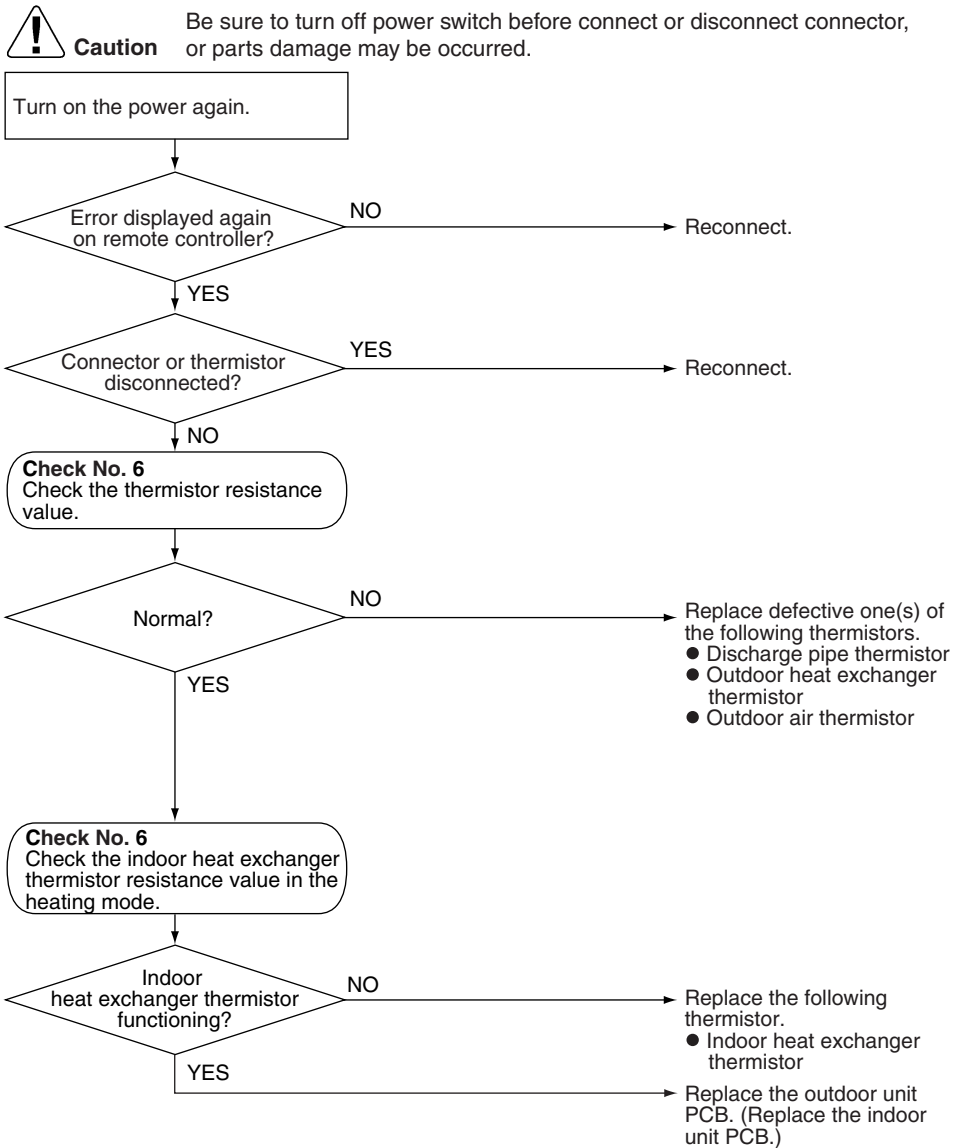 Be sure to turn off power switch before connect or disconnect connector,
Caution or parts damage may be occurred.
Turn on the power again.
Error displayed again
on remote controller?
NO
Reconnect.
YES
Connector or thermistor
disconnected?
YES
Reconnect.
NO
Check No. 6
Check the thermistor resistance
value.
Normal?
NO
Replace defective one(s) of
the following thermistors.
● Discharge pipe thermistor
● Outdoor heat exchanger
thermistor
● Outdoor air thermistor
YES
Check No. 6
Check the indoor heat exchanger
thermistor resistance value in the
heating mode.
Indoor
heat exchanger thermistor
functioning?
NO
Replace the following
thermistor.
● Indoor heat exchanger
thermistor
YES
Replace the outdoor unit
PCB. (Replace the indoor
unit PCB.)